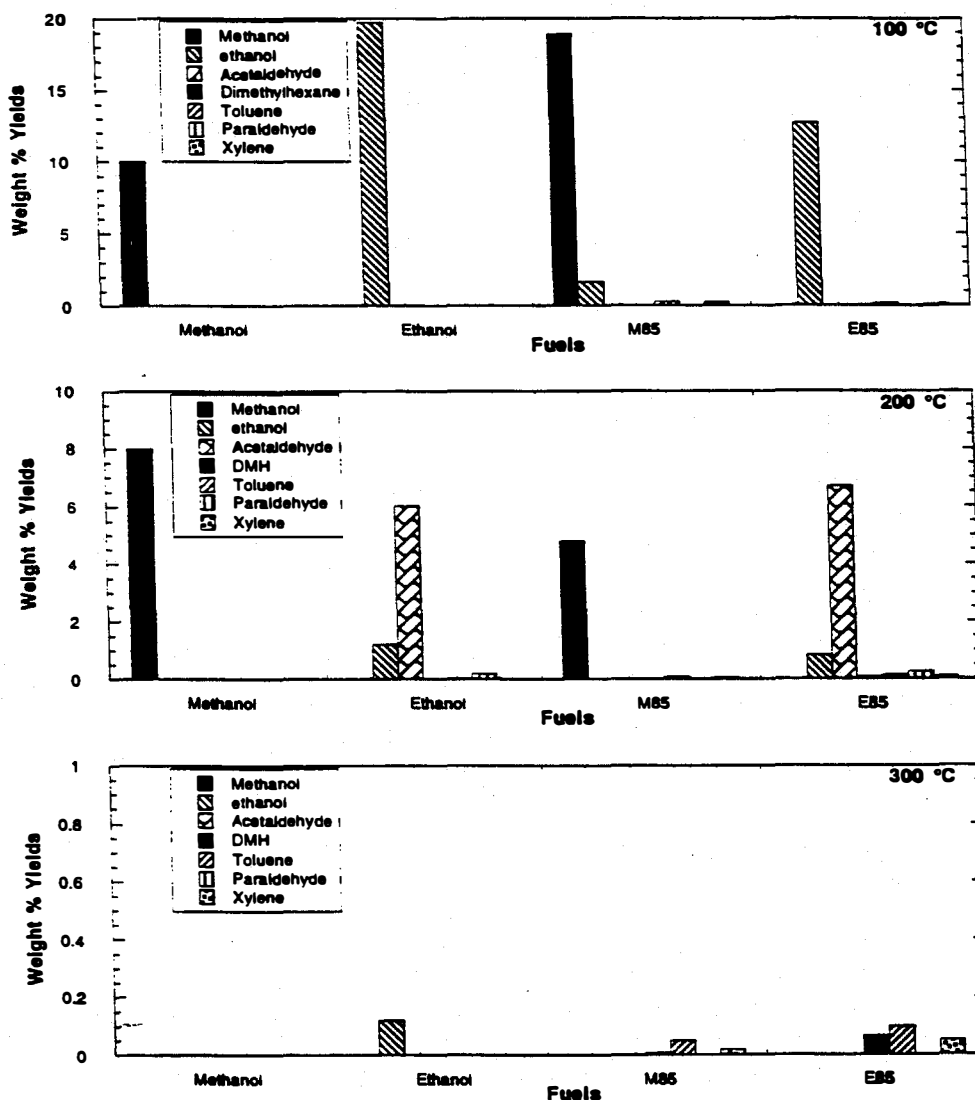 20
15
10
5
0
Weight % Yields
Methanol
ethanol
Acetaldehyde
Dimethylhexane
Toluene
Paraldehyde
Xylene
100 °C
Methanol Ethanol M85 E85
Fuels
10
8
6
4
2
0
Weight % Yields
Methanol
ethanol
Acetaldehyde
DMH
Toluene
Paraldehyde
Xylene
200 °C
Methanol Ethanol M85 E85
Fuels
1
0.8
0.6
0.4
0.2
0
Weight % Yields
Methanol
ethanol
Acetaldehyde
DMH
Toluene
Paraldehyde
Xylene
300 °C
Methanol Ethanol M85 E85
Fuels